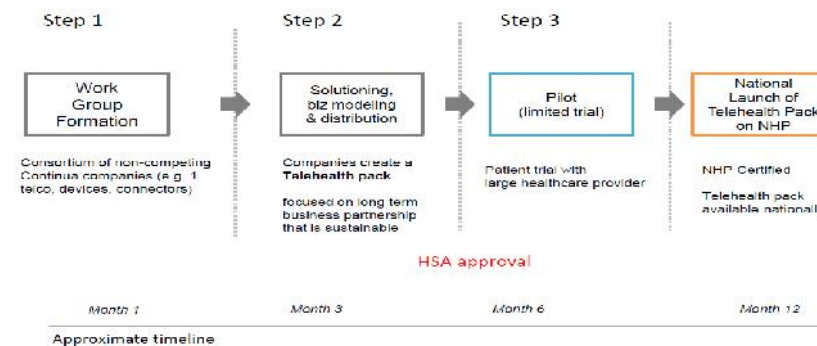 Step 1
Step 2
Step 3
Work
Group
Formation
Solutioning,
biz modeling
& distribution
Pilot
(limited trial)
National
Launch of
Telehealth Pack
on NHP
Consortium of non-competing
Continua companies (e.g. 1
telco, devices, connectors)
Companies create a
Telehealth pack
focused on long term
business partnership
that is sustainable
Patient trial with
large healthcare provider
NHP Certified
Telehealth pack
available nationall
HSA approval
Month 1
Month 3
Month 6
Month 12
Approximate timeline